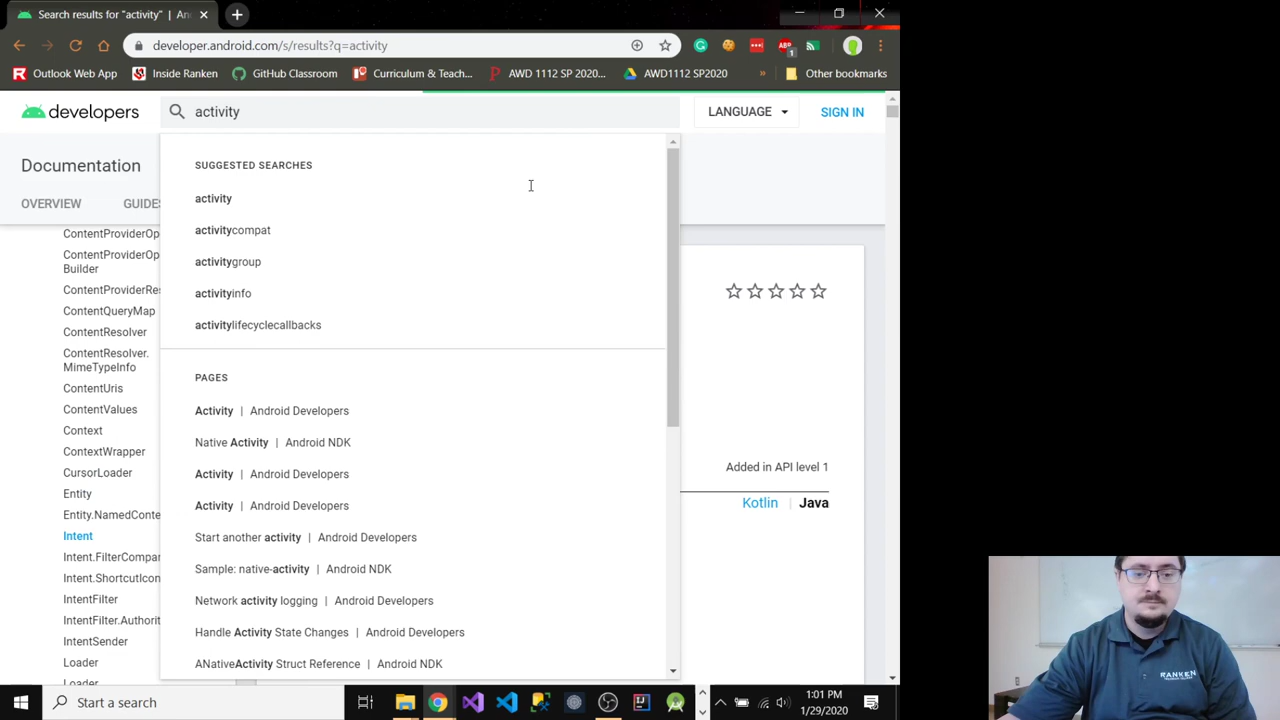 Search results for "activity" | An
developer.android.com/s/results?q=activity
1
Outlook Web App
Inside Ranken
GitHub Classroom
Curriculum & Teach...
AWD 1112 SP 2020...
AWD1112 SP2020
»
Other bookmarks
developers
activity
LANGUAGE
SIGN IN
Documentation
OVERVIEW
GUIDES
SUGGESTED SEARCHES
activity
activitycompat
activitygroup
activityinfo
activitylifecyclecallbacks
PAGES
Activity | Android Developers
Native Activity | Android NDK
Activity | Android Developers
Activity | Android Developers
Start another activity | Android Developers
Sample: native-activity | Android NDK
Network activity logging | Android Developers
Handle Activity State Changes | Android Developers
ANativeActivity Struct Reference | Android NDK
ContentProviderOp
ContentProviderOp
Builder
ContentProviderRes
ContentQueryMap
ContentResolver
ContentResolver.
MimeTypeInfo
ContentUris
ContentValues
Context
ContextWrapper
CursorLoader
Entity
Entity.NamedConte
Intent
Intent.FilterCompar
Intent.ShortcutIcon
IntentFilter
IntentFilter.Authorit
IntentSender
Loader
Loader
Added in API level 1
Kotlin | Java
RANKEN
Start a search
1:01 PM
1/29/2020